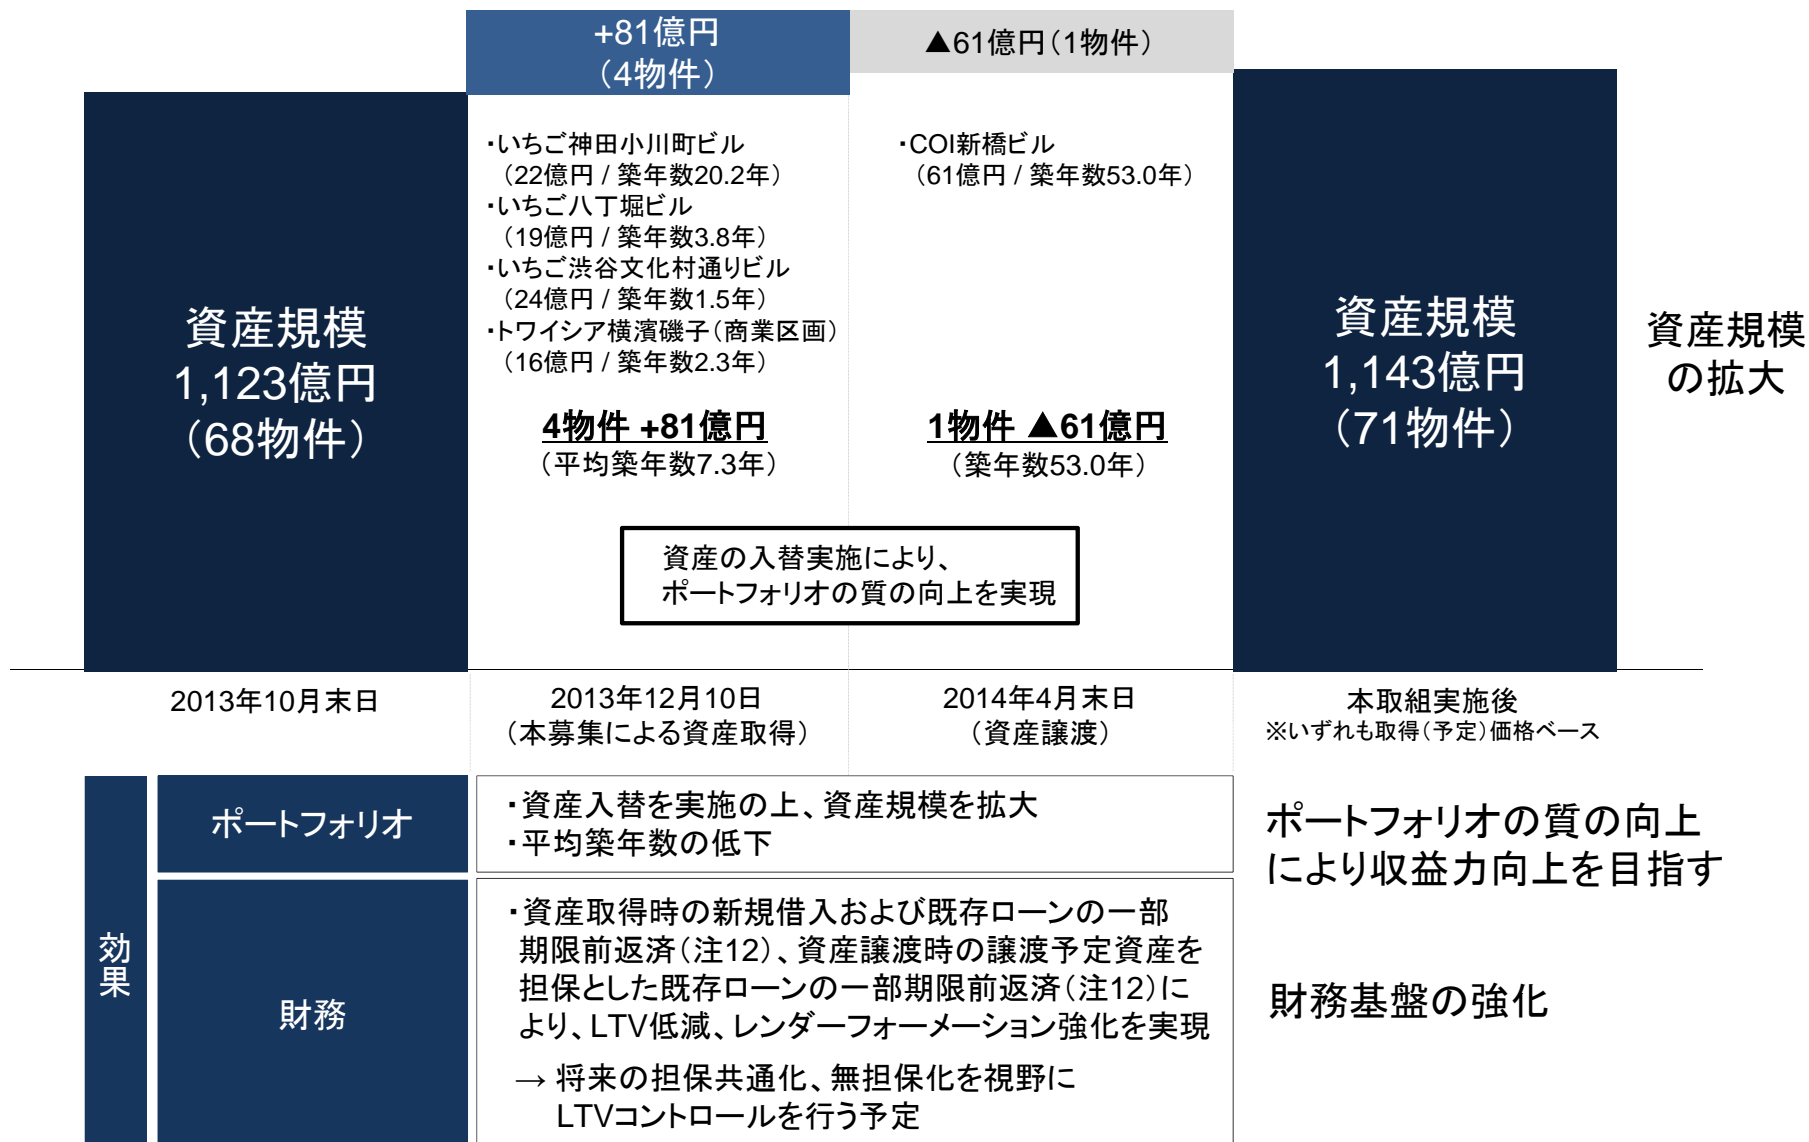 +81億円
（4物件）
▲61億円（1物件）
資産規模
1,123億円
（68物件）
・いちご神田小川町ビル
（22億円 / 築年数20.2年）
・いちご八丁堀ビル
（19億円 / 築年数3.8年）
・いちご渋谷文化村通りビル
（24億円 / 築年数1.5年）
・トワイシア横濱磯子（商業区画）
（16億円 / 築年数2.3年）
4物件 +81億円
（平均築年数7.3年）
・COI新橋ビル
（61億円 / 築年数53.0年）
1物件 ▲61億円
（築年数53.0年）
資産の入替実施により、
ポートフォリオの質の向上を実現
資産規模
1,143億円
（71物件）
資産規模
の拡大
2013年10月末日
2013年12月10日
（本募集による資産取得）
2014年4月末日
（資産譲渡）
本取組実施後
※いずれも取得（予定）価格ベース
効果
ポートフォリオ
・資産入替を実施の上、資産規模を拡大
・平均築年数の低下
ポートフォリオの質の向上
により収益力向上を目指す
財務
・資産取得時の新規借入および既存ローンの一部
期限前返済（注12）、資産譲渡時の譲渡予定資産を
担保とした既存ローンの一部期限前返済（注12）に
より、LTV低減、レンダーフォーメーション強化を実現
→ 将来の担保共通化、無担保化を視野に
LTVコントロールを行う予定
財務基盤の強化